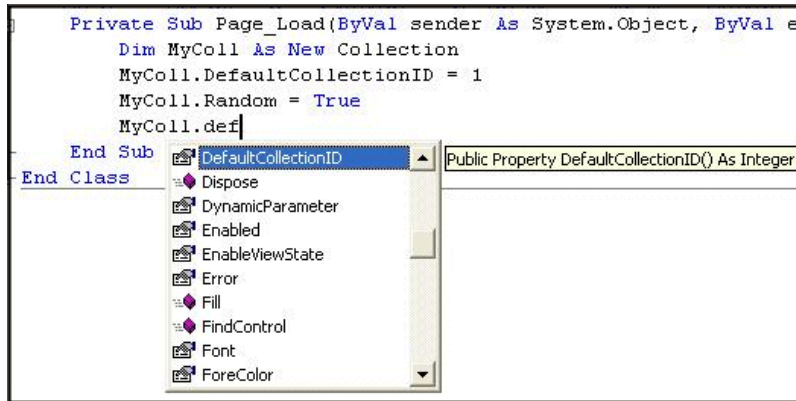 Private Sub Page_Load(ByVal sender As System.Object, ByVal e
Dim MyColl As New Collection
MyColl.DefaultCollectionID = 1
MyColl.Random = True
MyColl.def
End Sub
DefaultCollectionID
Public Property DefaultCollectionID() As Integer
End Class
Dispose
DynamicParameter
Enabled
EnableViewState
Error
Fill
FindControl
Font
ForeColor